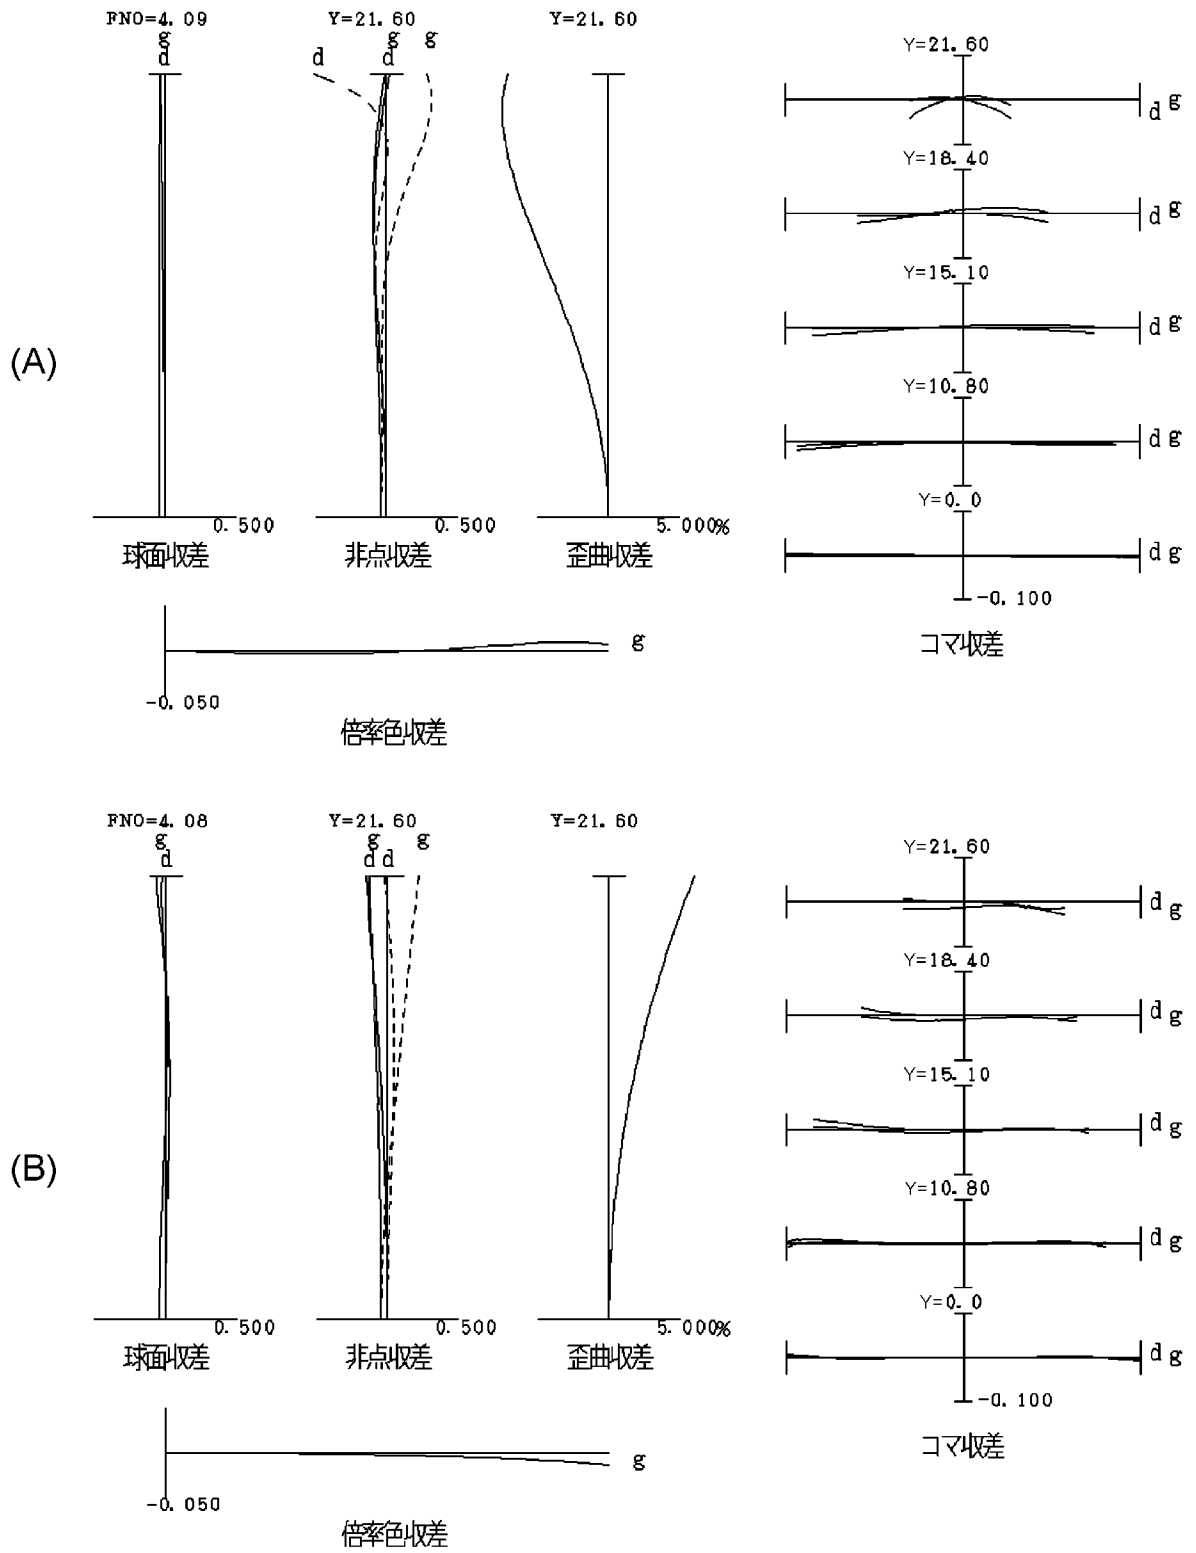 (A)
FNO=4.09
g
d
0.500
球面収差
Y=21.60
d
g
d
g
0.500
非点収差
Y=21.60
5.000%
歪曲収差
Y=21.60
d g
Y=18.40
d g
Y=15.10
d g
Y=10.80
d g
Y=0.0
d g
-0.100
コマ収差
g
-0.050
倍率色収差
(B)
FNO=4.08
g
d
0.500
球面収差
Y=21.60
g
d d
g
0.500
非点収差
Y=21.60
5.000%
歪曲収差
Y=21.60
d g
Y=18.40
d g
Y=15.10
d g
Y=10.80
d g
Y=0.0
d g
-0.100
コマ収差
g
-0.050
倍率色収差